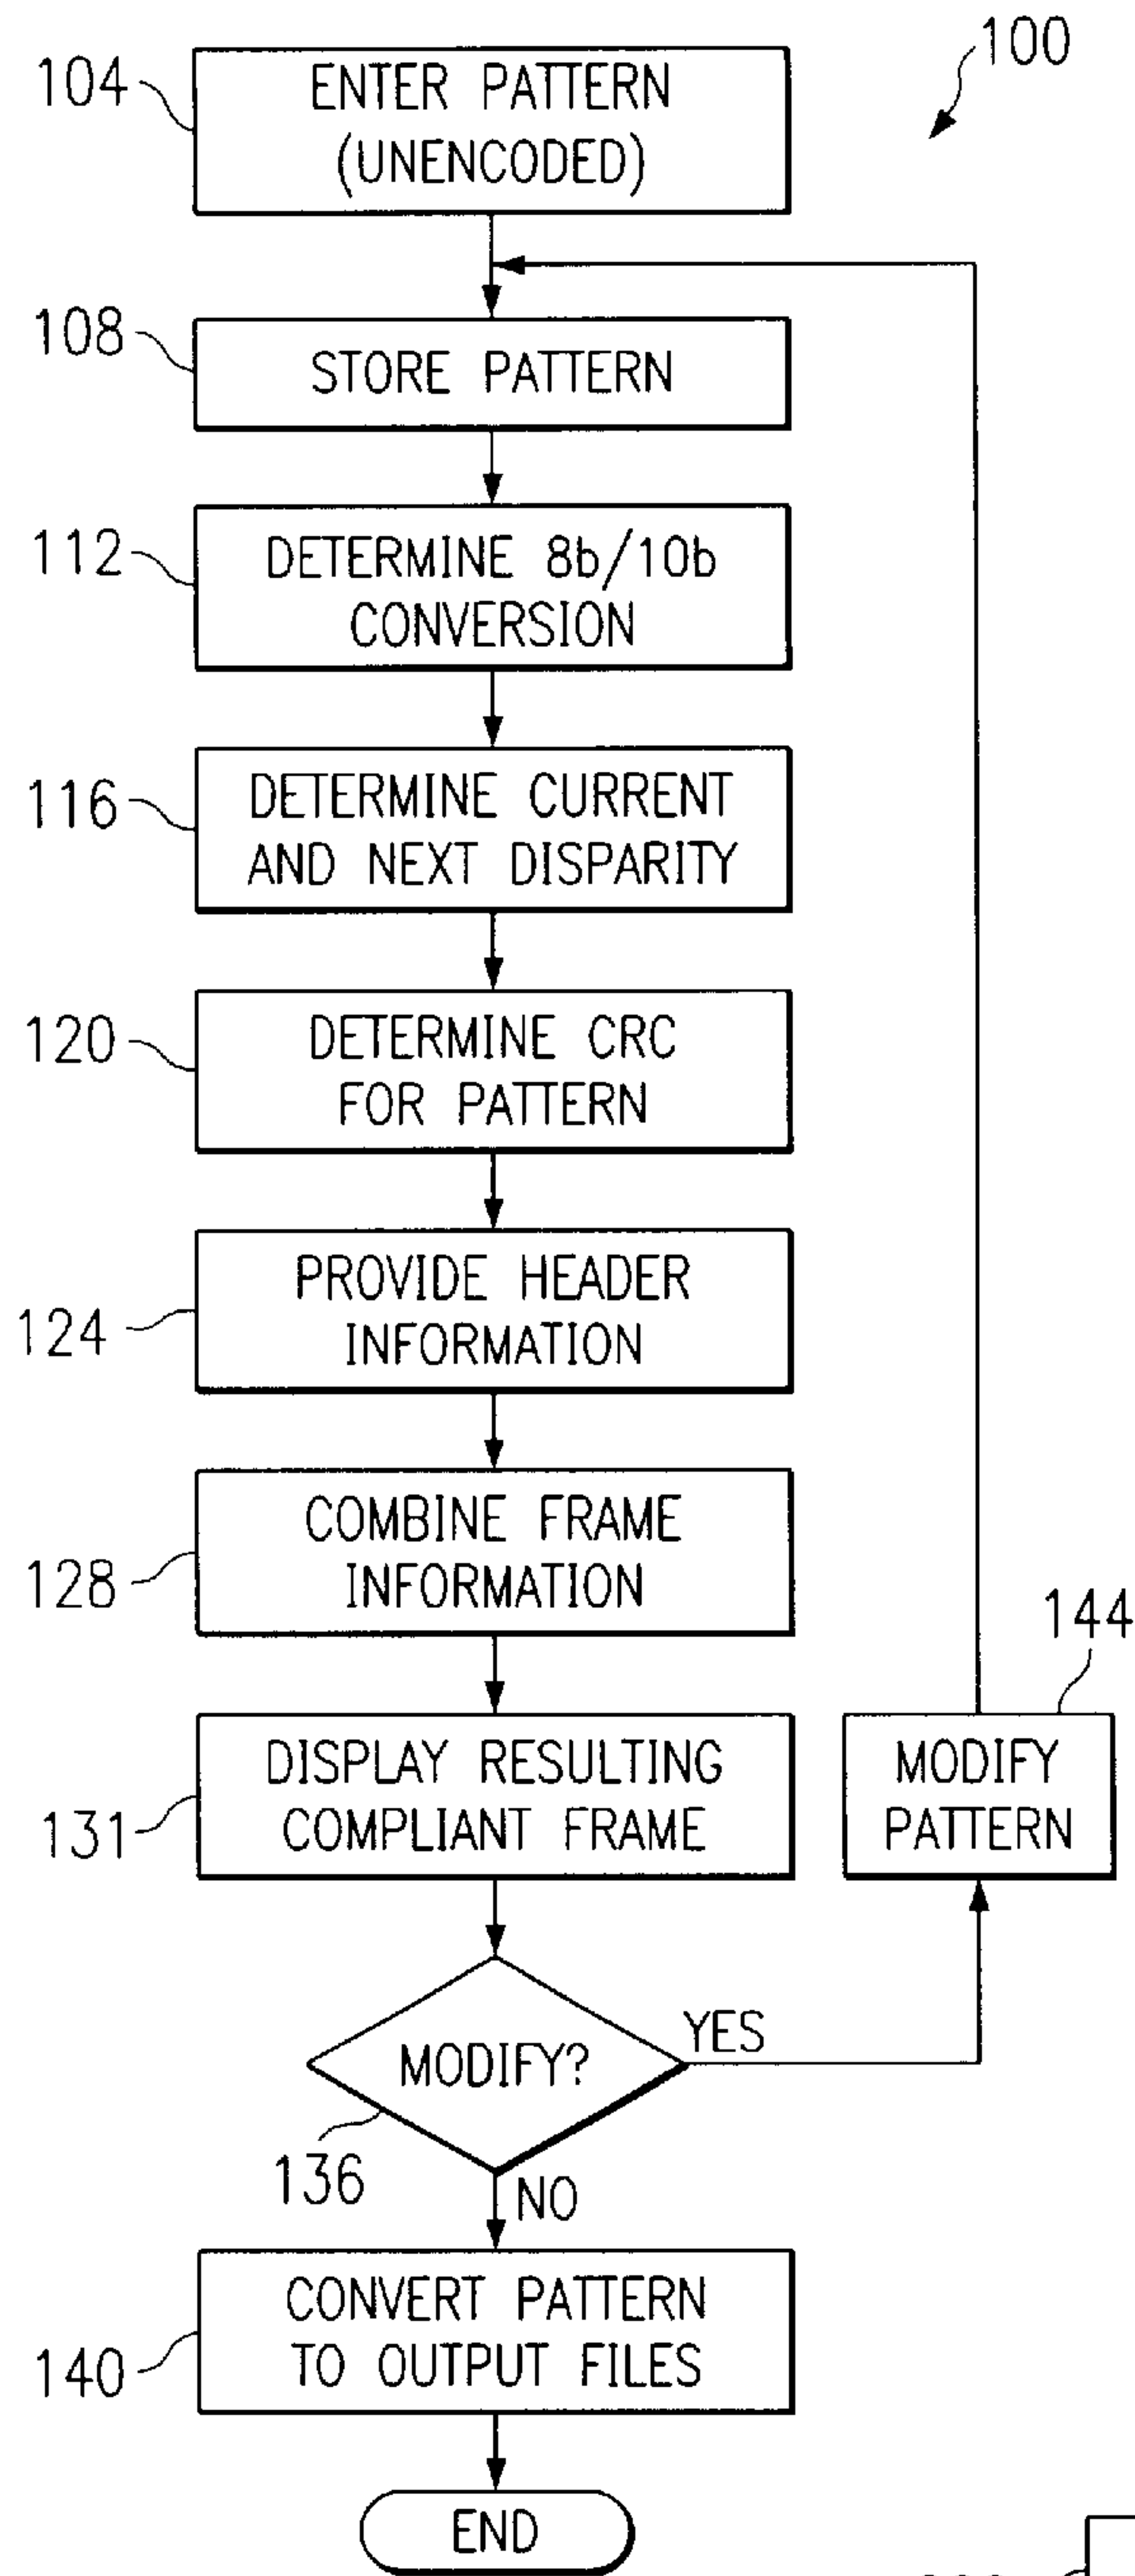 100
104
ENTER PATTERN
(UNENCODED)
108
STORE PATTERN
112
DETERMINE 8b/10b
CONVERSION
116
DETERMINE CURRENT
AND NEXT DISPARITY
120
DETERMINE CRC
FOR PATTERN
124
PROVIDE HEADER
INFORMATION
128
COMBINE FRAME
INFORMATION
131
DISPLAY RESULTING
COMPLIANT FRAME
144
MODIFY
PATTERN
MODIFY?
YES
136
NO
140
CONVERT PATTERN
TO OUTPUT FILES
END